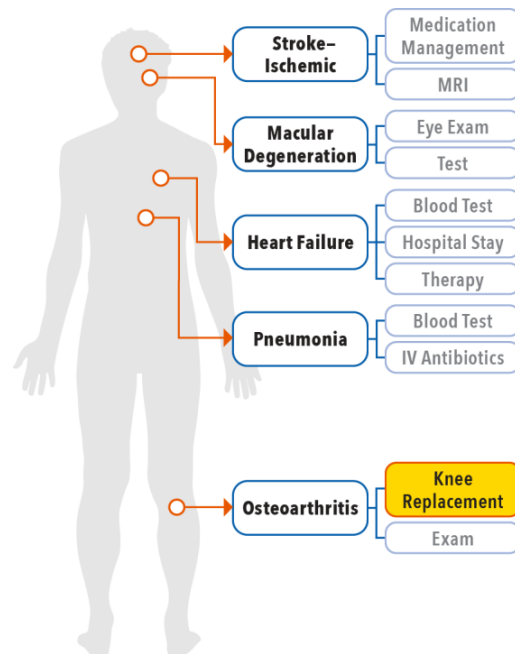 Stroke–
Ischemic
Medication
Management
MRI
Macular
Degeneration
Eye Exam
Test
Heart Failure
Blood Test
Hospital Stay
Therapy
Pneumonia
Blood Test
IV Antibiotics
Osteoarthritis
Knee
Replacement
Exam